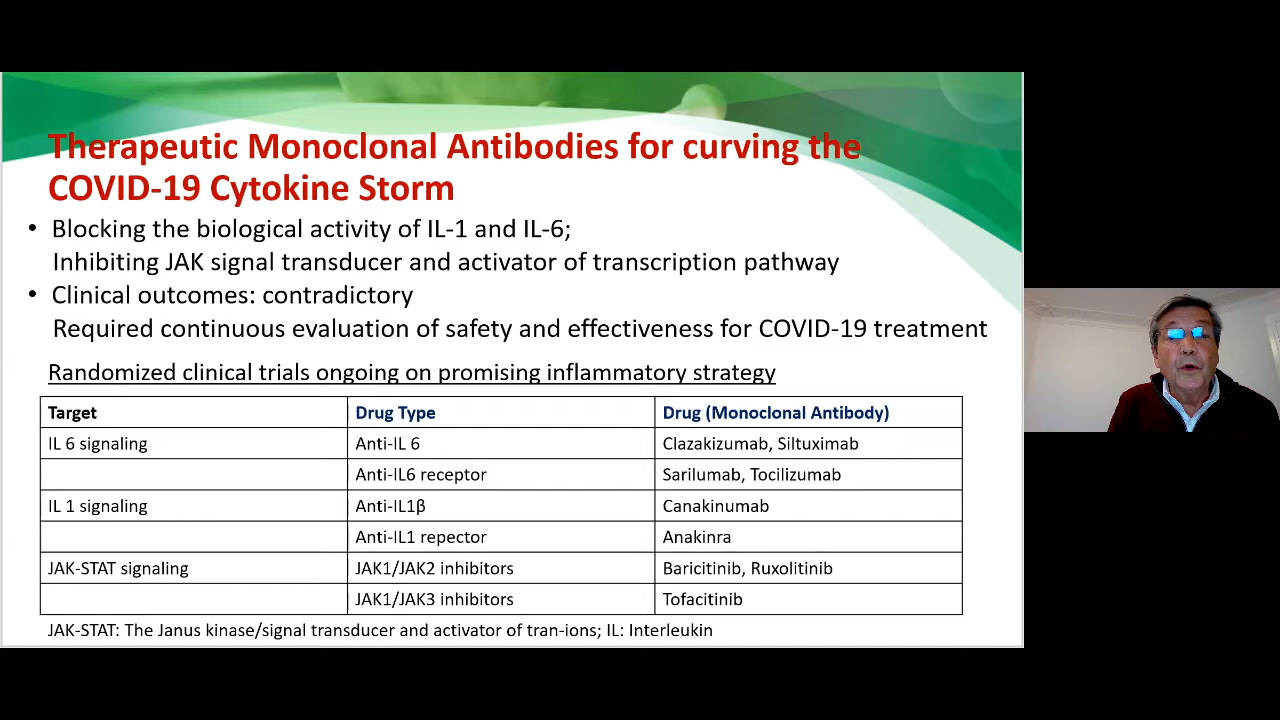 Therapeutic Monoclonal Antibodies for curving the
COVID-19 Cytokine Storm
• Blocking the biological activity of IL-1 and IL-6;
Inhibiting JAK signal transducer and activator of transcription pathway
• Clinical outcomes: contradictory
Required continuous evaluation of safety and effectiveness for COVID-19 treatment
Randomized clinical trials ongoing on promising inflammatory strategy
Target Drug Type Drug (Monoclonal Antibody)
IL 6 signaling Anti-IL 6 Clazakizumab, Siltuximab
Anti-IL6 receptor Sarilumab, Tocilizumab
IL 1 signaling Anti-IL1β Canakinumab
Anti-IL1 repector Anakinra
JAK-STAT signaling JAK1/JAK2 inhibitors Baricitinib, Ruxolitinib
JAK1/JAK3 inhibitors Tofacitinib
JAK-STAT: The Janus kinase/signal transducer and activator of tran-ions; IL: Interleukin